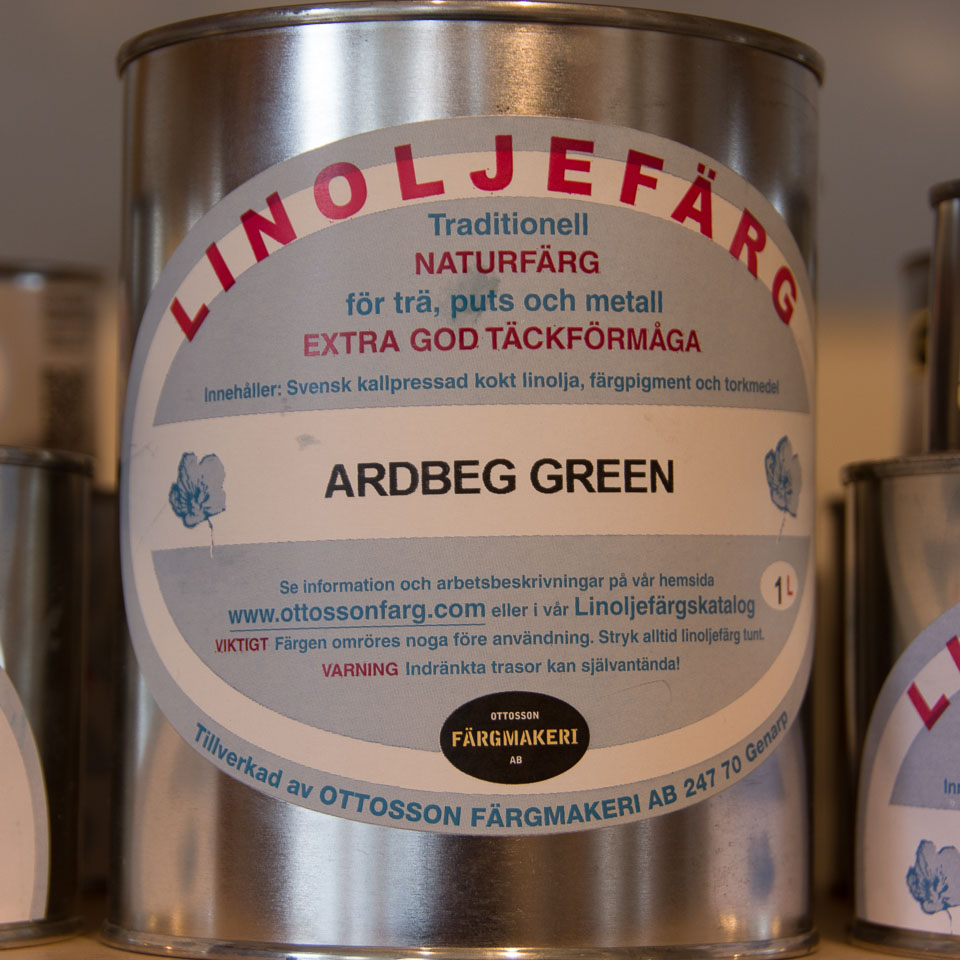 LINOLJEFÄRG
Traditionell
NATURFÄRG
för trä, puts och metall
EXTRA GOD TÄCKFÖRMÅGA
Innehåller: Svensk kallpressad kokt linolja, färgpigment och torkmedel
ARDBEG GREEN
Se information och arbetsbeskrivningar på vår hemsida
www.ottossonfarg.com eller i vår Linoljefärgskatalog
1L
VIKTIGT Färgen omröres noga före användning. Stryk alltid linoljefärg tunt.
VARNING Indränkta trasor kan självantända!
OTTOSSON
FÄRGMAKERI
AB
Tillverkad av OTTOSSON FÄRGMAKERI AB 247 70 Genarp